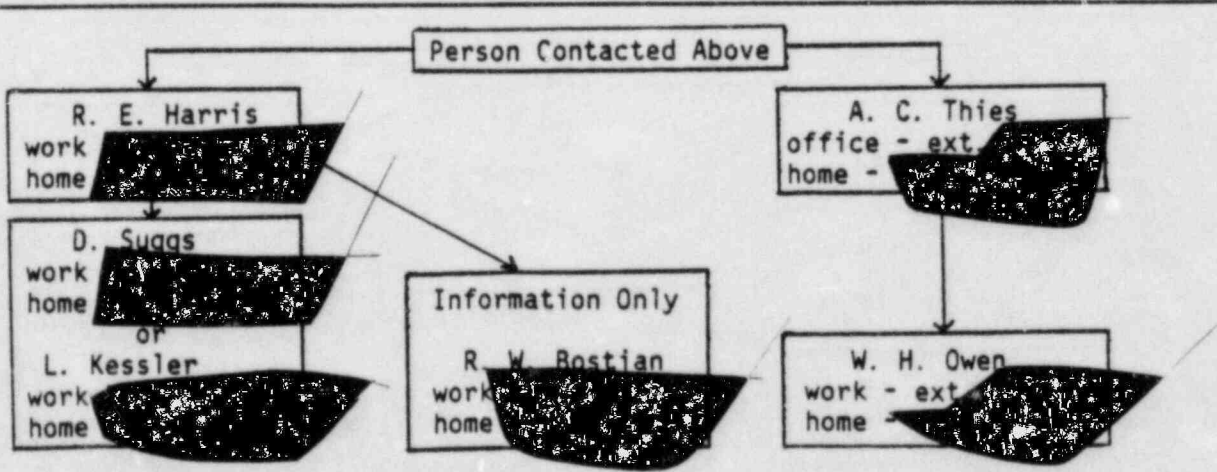 Person Contacted Above
R. E. Harris
work
home
D. Suggs
work
home
or
L. Kessler
work
home
Information Only
R. W. Bostian
work
home
A. C. Thies
office - ext.
home -
W. H. Owen
work - ext.
home -